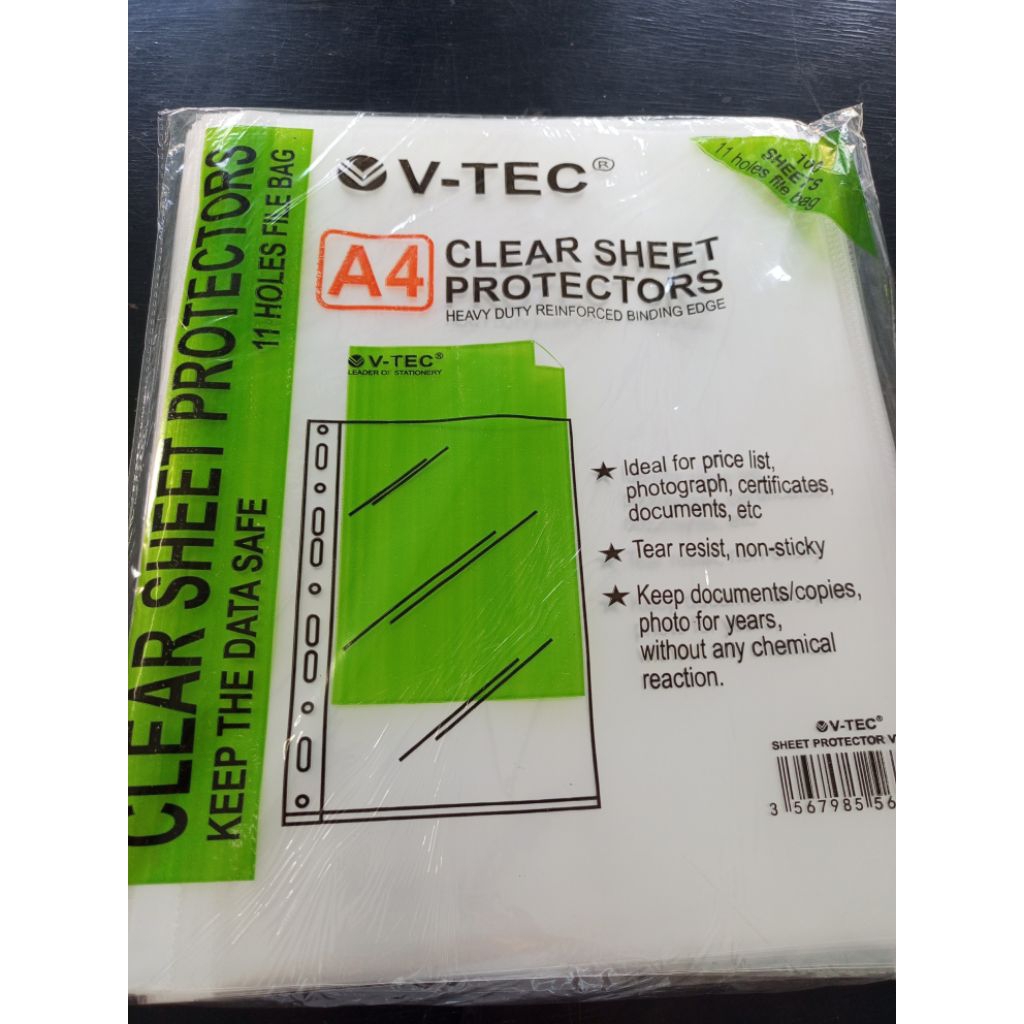 V-TEC®
100
SHEETS
11 holes file bag
A4
CLEAR SHEET
PROTECTORS
HEAVY DUTY REINFORCED BINDING EDGE
CLEAR SHEET PROTECTORS
11 HOLES FILE BAG
KEEP THE DATA SAFE
V-TEC®
LEADER OF STATIONERY
★ Ideal for price list,
photograph, certificates,
documents, etc
★ Tear resist, non-sticky
★ Keep documents/copies,
photo for years,
without any chemical
reaction.
V-TEC®
SHEET PROTECTOR V
3 567985 56